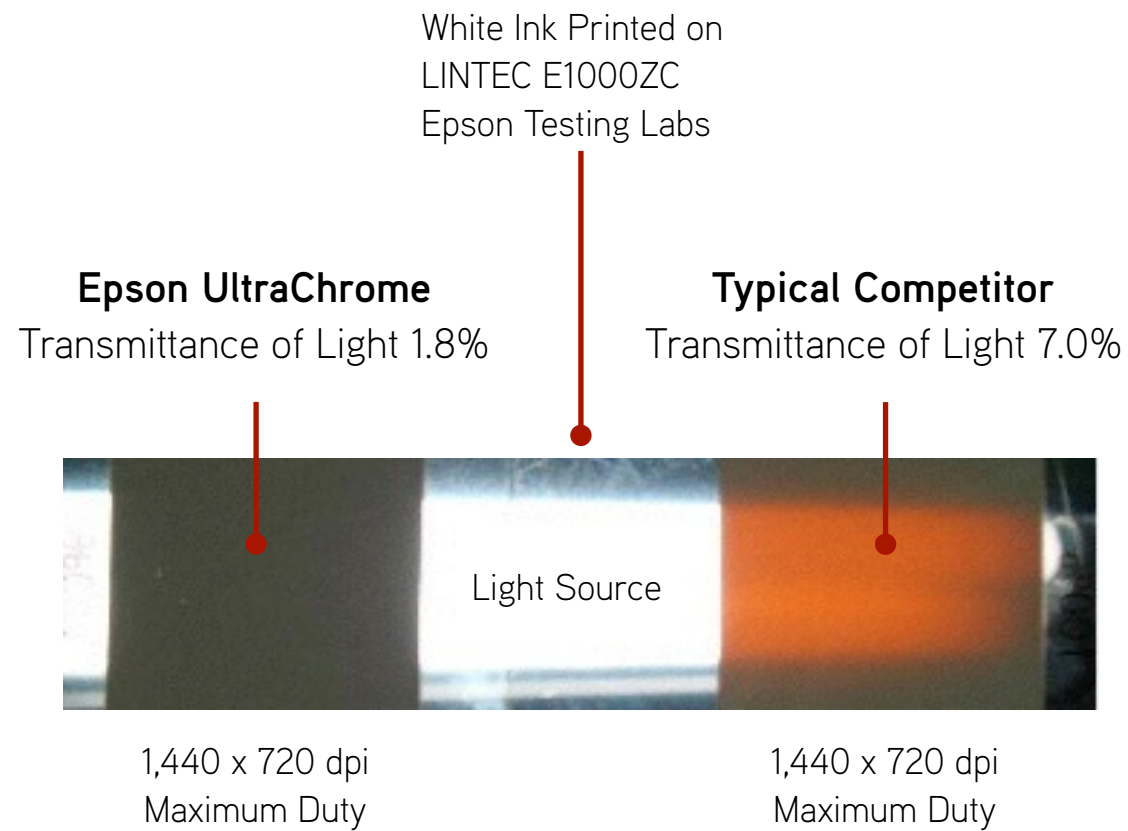 White Ink Printed on
LINTEC E1000ZC
Epson Testing Labs
Epson UltraChrome
Transmittance of Light 1.8%
Typical Competitor
Transmittance of Light 7.0%
Light Source
1,440 x 720 dpi
Maximum Duty
1,440 x 720 dpi
Maximum Duty